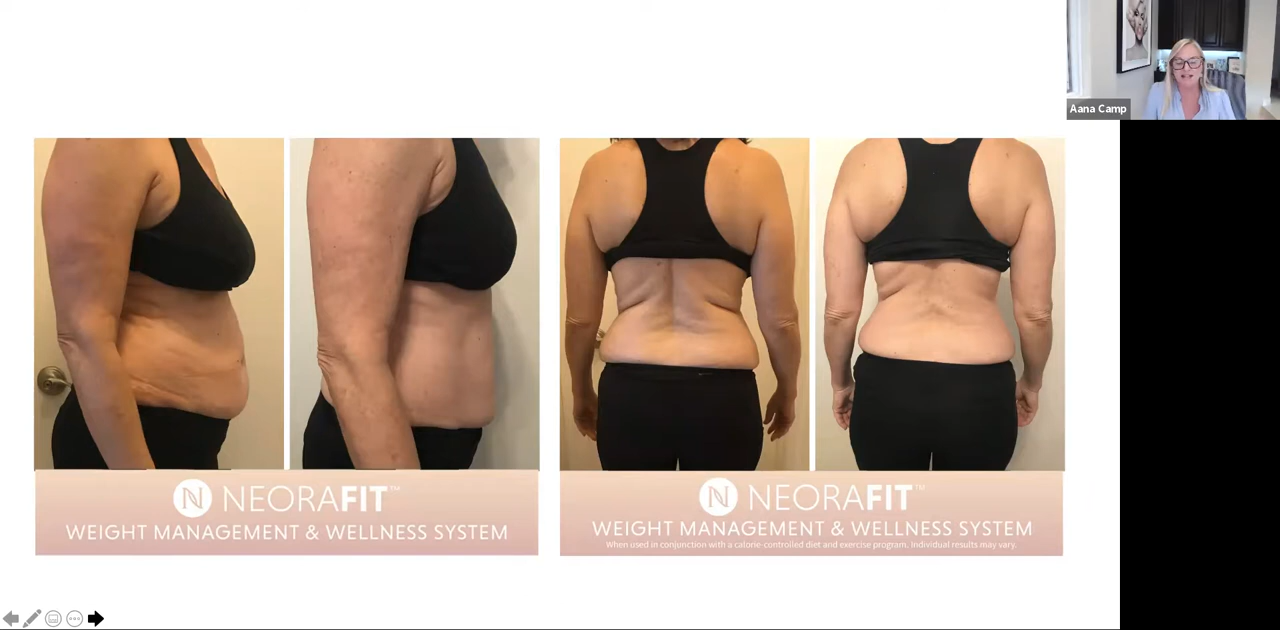 Aana Camp
N NEORAFIT™
WEIGHT MANAGEMENT & WELLNESS SYSTEM
N NEORAFIT™
WEIGHT MANAGEMENT & WELLNESS SYSTEM
When used in conjunction with a calorie-controlled diet and exercise program. Individual results may vary.